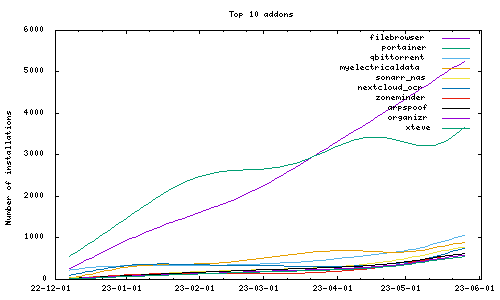 Top 10 addons
Number of installations
6000
5000
4000
3000
2000
1000
0
filebrowser
portainer
qbittorrent
myelectricaldata
sonarr_nas
nextcloud_ocr
zoneminder
arpspoof
organizr
xteve
22-12-01
23-01-01
23-02-01
23-03-01
23-04-01
23-05-01
23-06-01